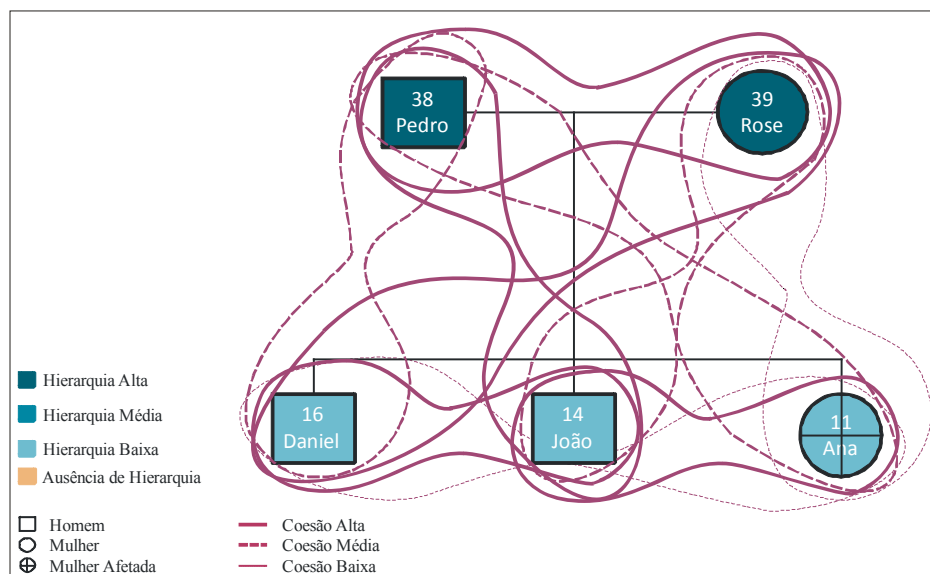 38
Pedro
39
Rose
16
Daniel
14
João
11
Ana
Hierarquia Alta
Hierarquia Média
Hierarquia Baixa
Ausência de Hierarquia
Homem
Mulher
Mulher Afetada
Coesão Alta
Coesão Média
Coesão Baixa